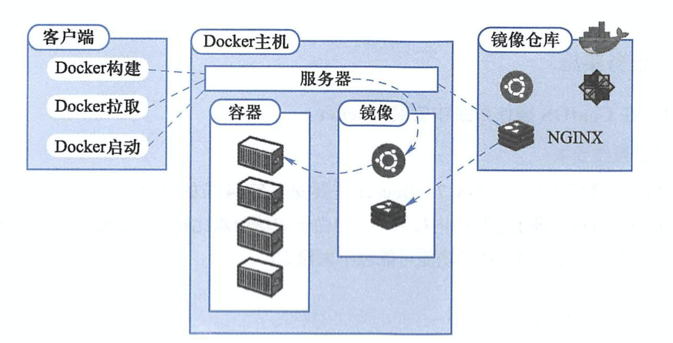 客户端
Docker构建
Docker拉取
Docker启动
Docker主机
服务器
容器
镜像
镜像仓库
NGINX